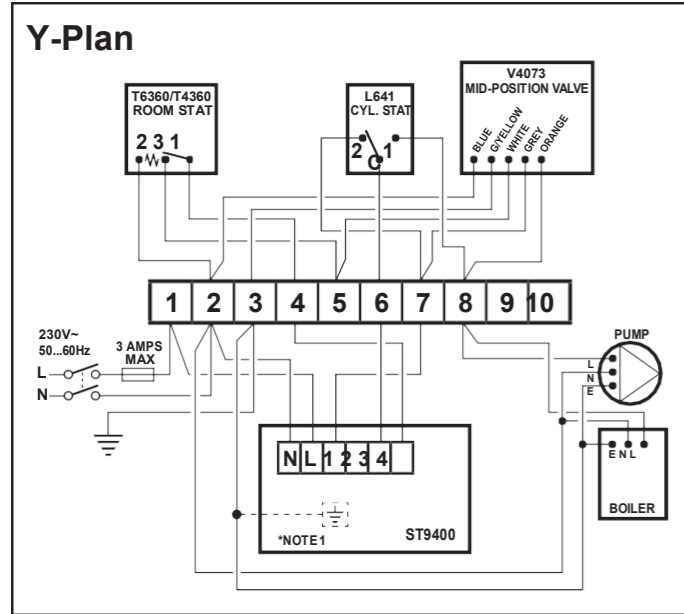 Y-Plan
T6360/T4360
ROOM STAT
2 3 1
L641
CYL. STAT
2 1
C
V4073
MID-POSITION VALVE
BLUE
G/YELLOW
WHITE
GREY
ORANGE
1 2 3 4 5 6 7 8 9 10
230V~
50...60Hz
3 AMPS
MAX
L
N
PUMP
L
N
E
N L 1 2 3 4
E N L
BOILER
*NOTE1
ST9400